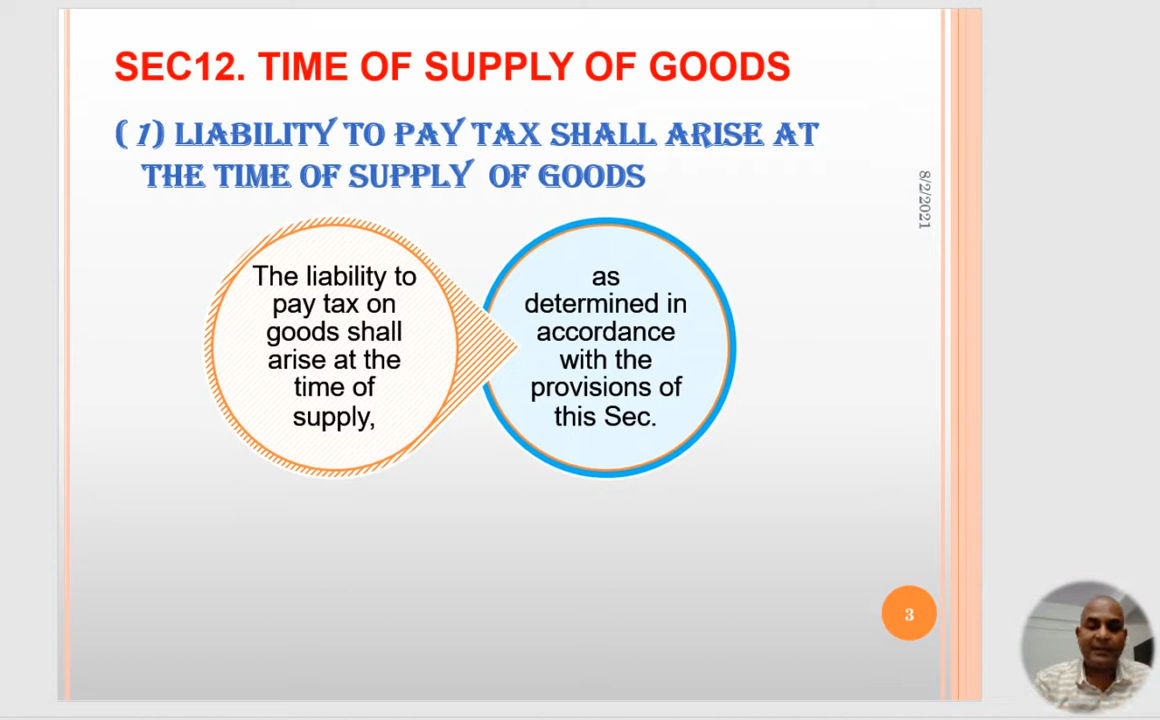 SEC12. TIME OF SUPPLY OF GOODS
( 1) LIABILITY TO PAY TAX SHALL ARISE AT
THE TIME OF SUPPLY OF GOODS
8/2/2021
The liability to
pay tax on
goods shall
arise at the
time of
supply,
as
determined in
accordance
with the
provisions of
this Sec.
3